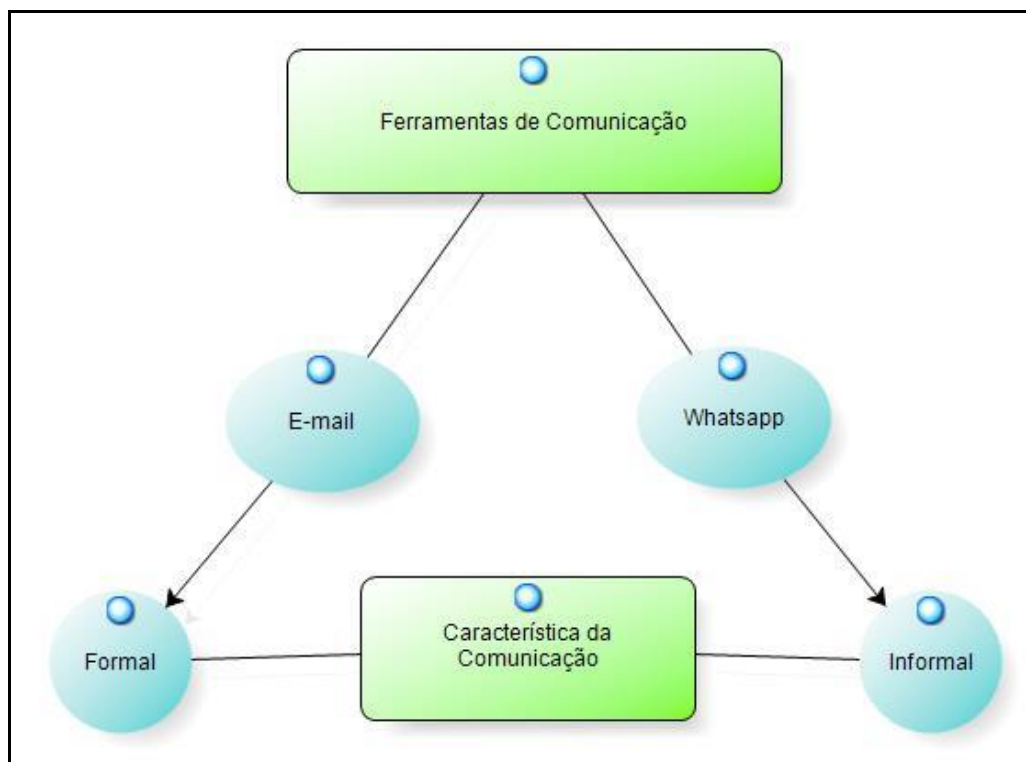 Ferramentas de Comunicação
E-mail
Whatsapp
Formal
Característica da
Comunicação
Informal